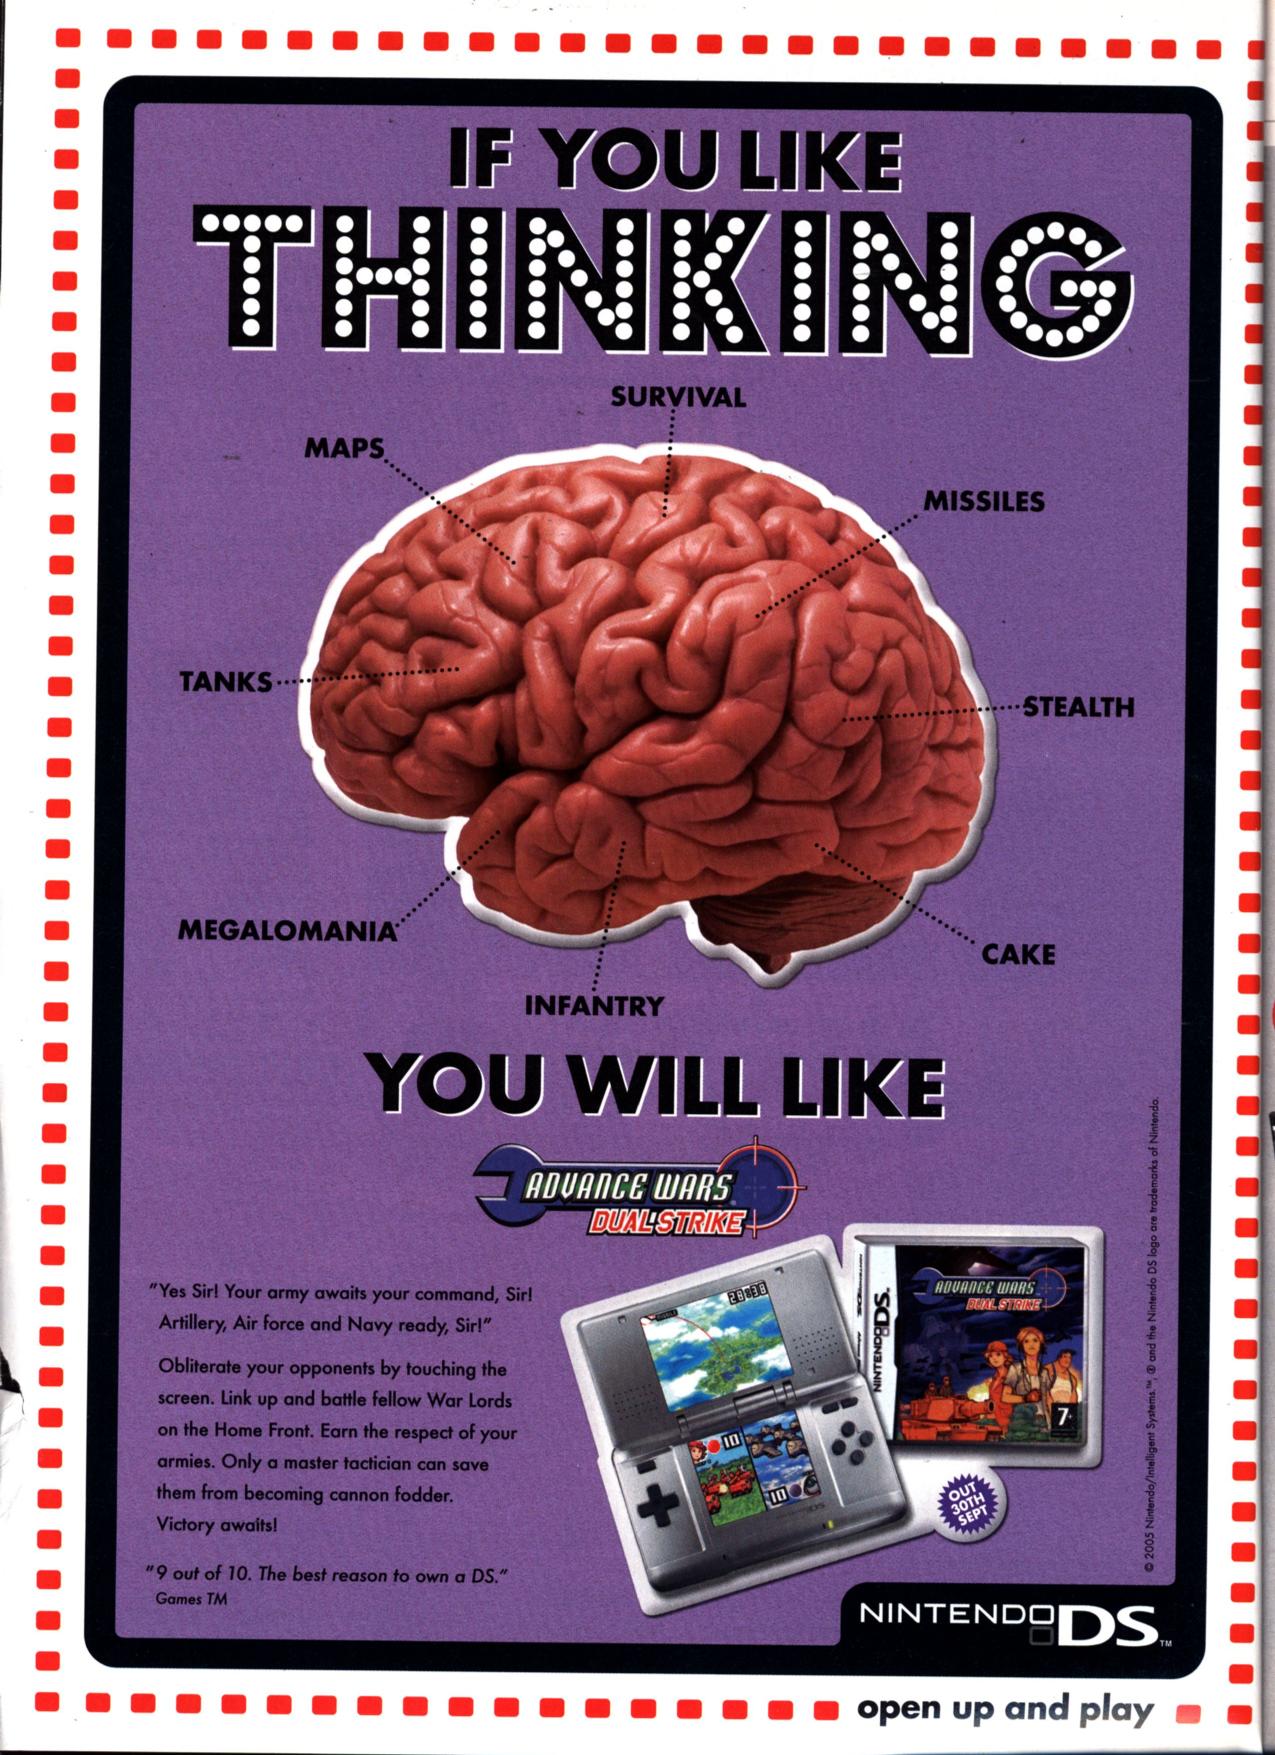 IF YOU LIKE
THINKING
SURVIVAL
MAPS
MISSILES
TANKS
STEALTH
MEGALOMANIA
CAKE
INFANTRY
YOU WILL LIKE
ADVANCE WARS
DUAL STRIKE
"Yes Sir! Your army awaits your command, Sir!
Artillery, Air force and Navy ready, Sir!"
Obliterate your opponents by touching the
screen. Link up and battle fellow War Lords
on the Home Front. Earn the respect of your
armies. Only a master tactician can save
them from becoming cannon fodder.
Victory awaits!
"9 out of 10. The best reason to own a DS."
Games TM
28:38
10
10
NINTENDO DS
ADVANCE WARS
DUAL STRIKE
7+
OUT
30TH
SEPT
© 2005 Nintendo/Intelligent Systems.™, ® and the Nintendo DS logo are trademarks of Nintendo.
NINTENDO DS™
open up and play